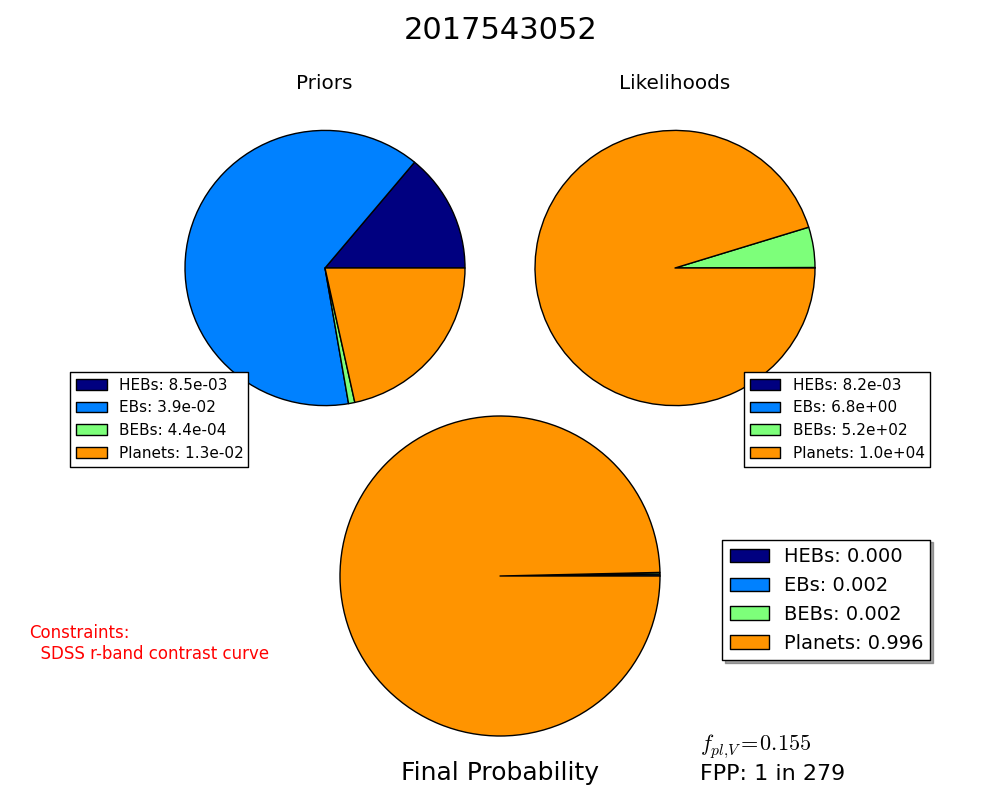 2017543052
Priors
Likelihoods
HEBs: 8.5e-03
EBs: 3.9e-02
BEBs: 4.4e-04
Planets: 1.3e-02
HEBs: 8.2e-03
EBs: 6.8e+00
BEBs: 5.2e+02
Planets: 1.0e+04
HEBs: 0.000
EBs: 0.002
BEBs: 0.002
Planets: 0.996
Constraints:
SDSS r-band contrast curve
f_{pl,V}=0.155
Final Probability
FPP: 1 in 279